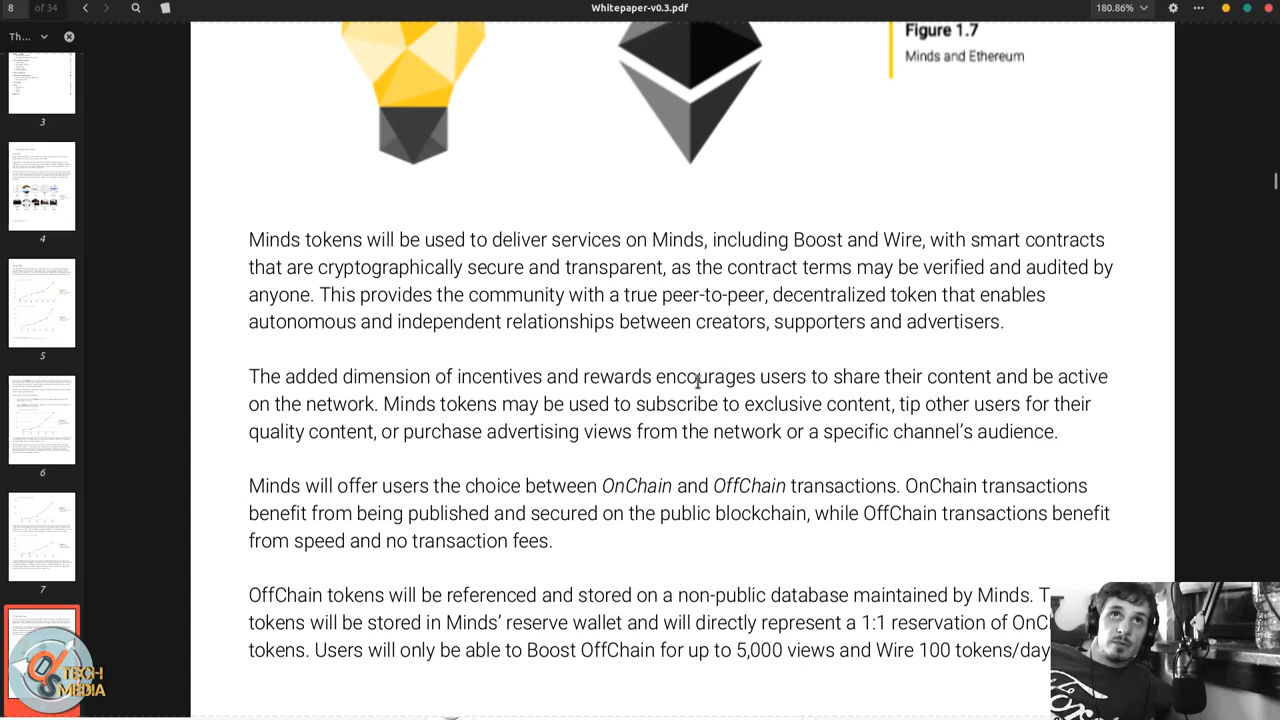 8 of 34
Whitepaper-v0.3.pdf
180.86%
Th...
3
4
5
6
7
Figure 1.7
Minds and Ethereum
Minds tokens will be used to deliver services on Minds, including Boost and Wire, with smart contracts
that are cryptographically secure and transparent, as the contract terms may be verified and audited by
anyone. This provides the community with a true peer-to-peer, decentralized token that enables
autonomous and independent relationships between creators, supporters and advertisers.
The added dimension of incentives and rewards encourages users to share their content and be active
on the network. Minds tokens may be used to subscribe to exclusive content, tip other users for their
quality content, or purchase advertising views from the network or a specific channel's audience.
Minds will offer users the choice between OnChain and OffChain transactions. OnChain transactions
benefit from being published and secured on the public blockchain, while OffChain transactions benefit
from speed and no transaction fees.
OffChain tokens will be referenced and stored on a non-public database maintained by Minds. T
tokens will be stored in Minds' reserve wallet and will directly represent a 1:1 reservation of OnC
tokens. Users will only be able to Boost OffChain for up to 5,000 views and Wire 100 tokens/day
TECH
MEDIA